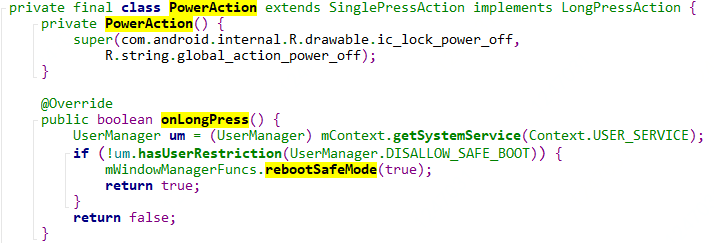 private final class PowerAction extends SinglePressAction implements LongPressAction {
private PowerAction() {
super(com.android.internal.R.drawable.ic_lock_power_off,
R.string.global_action_power_off);
}
@Override
public boolean onLongPress() {
UserManager um = (UserManager) mContext.getSystemService(Context.USER_SERVICE);
if (!um.hasUserRestriction(UserManager.DISALLOW_SAFE_BOOT)) {
mWindowManagerFuncs.rebootSafeMode(true);
return true;
}
return false;
}